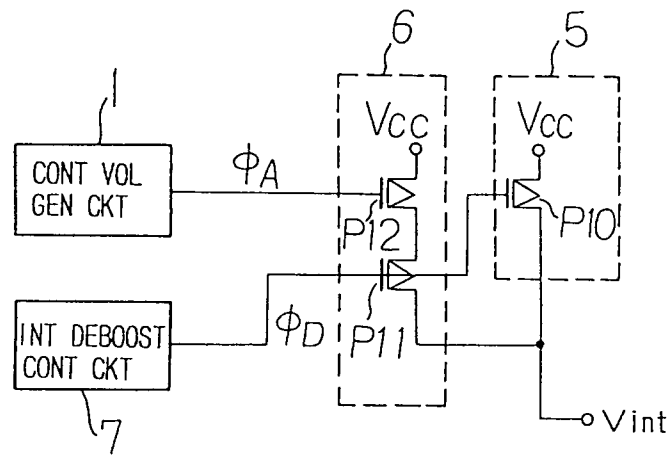 6
5
1
Vcc
Vcc
CONT VOL
GEN CKT
ϕA
P12
P10
INT DEBOOST
CONT CKT
ϕD
P11
7
Vint